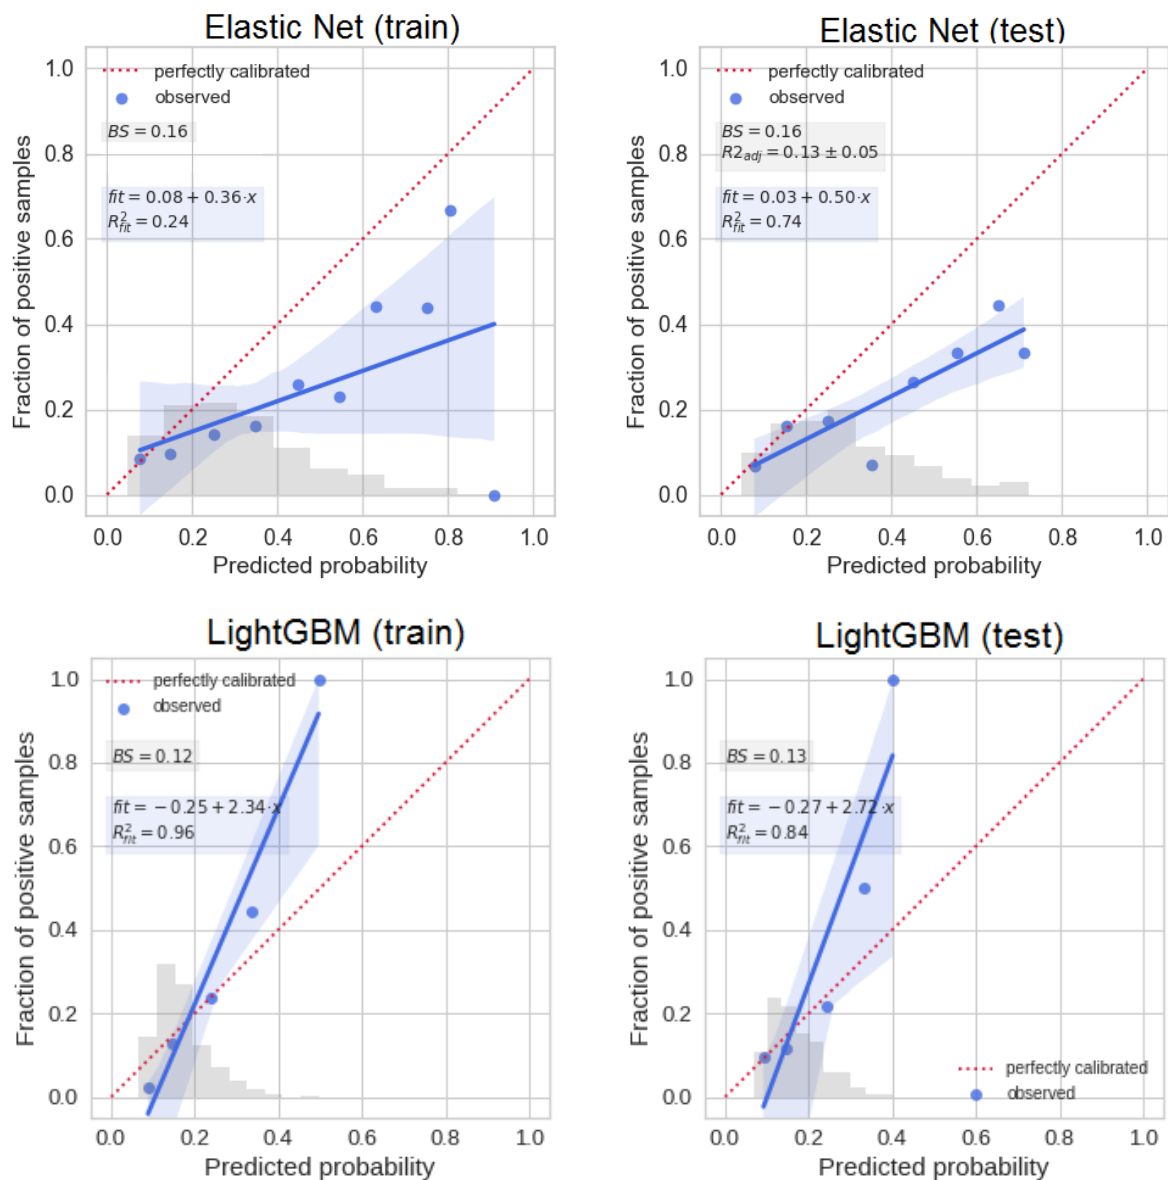 Elastic Net (train)
perfectly calibrated
observed
BS = 0.16
fit = 0.08 + 0.36·x
R²fit = 0.24
Fraction of positive samples
1.0
0.8
0.6
0.4
0.2
0.0
0.0 0.2 0.4 0.6 0.8 1.0
Predicted probability
Elastic Net (test)
perfectly calibrated
observed
BS = 0.16
R2adj = 0.13 ± 0.05
fit = 0.03 + 0.50·x
R²fit = 0.74
Fraction of positive samples
1.0
0.8
0.6
0.4
0.2
0.0
0.0 0.2 0.4 0.6 0.8 1.0
Predicted probability
LightGBM (train)
perfectly calibrated
observed
BS = 0.12
fit = −0.25 + 2.34·x
R²fit = 0.96
Fraction of positive samples
1.0
0.8
0.6
0.4
0.2
0.0
0.0 0.2 0.4 0.6 0.8 1.0
Predicted probability
LightGBM (test)
BS = 0.13
fit = −0.27 + 2.72·x
R²fit = 0.84
perfectly calibrated
observed
Fraction of positive samples
1.0
0.8
0.6
0.4
0.2
0.0
0.0 0.2 0.4 0.6 0.8 1.0
Predicted probability